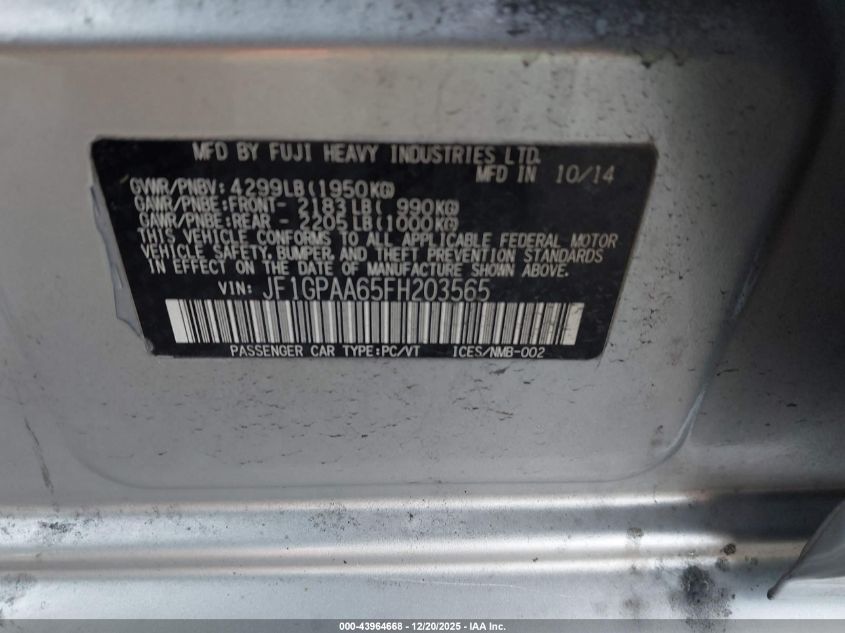 MFD BY FUJI HEAVY INDUSTRIES LTD.
MFD IN 10/14
GVWR/PNBV: 4299LB(1950KG)
GAWR/PNBE:FRONT- 2183LB( 990KG)
GAWR/PNBE:REAR - 2205LB(1000KG)
THIS VEHICLE CONFORMS TO ALL APPLICABLE FEDERAL MOTOR
VEHICLE SAFETY, BUMPER, AND THEFT PREVENTION STANDARDS
IN EFFECT ON THE DATE OF MANUFACTURE SHOWN ABOVE.
VIN: JF1GPAA65FH203565
PASSENGER CAR TYPE:PC/VT ICES/NMB-002
000-43964668 - 12/20/2025 - IAA Inc.